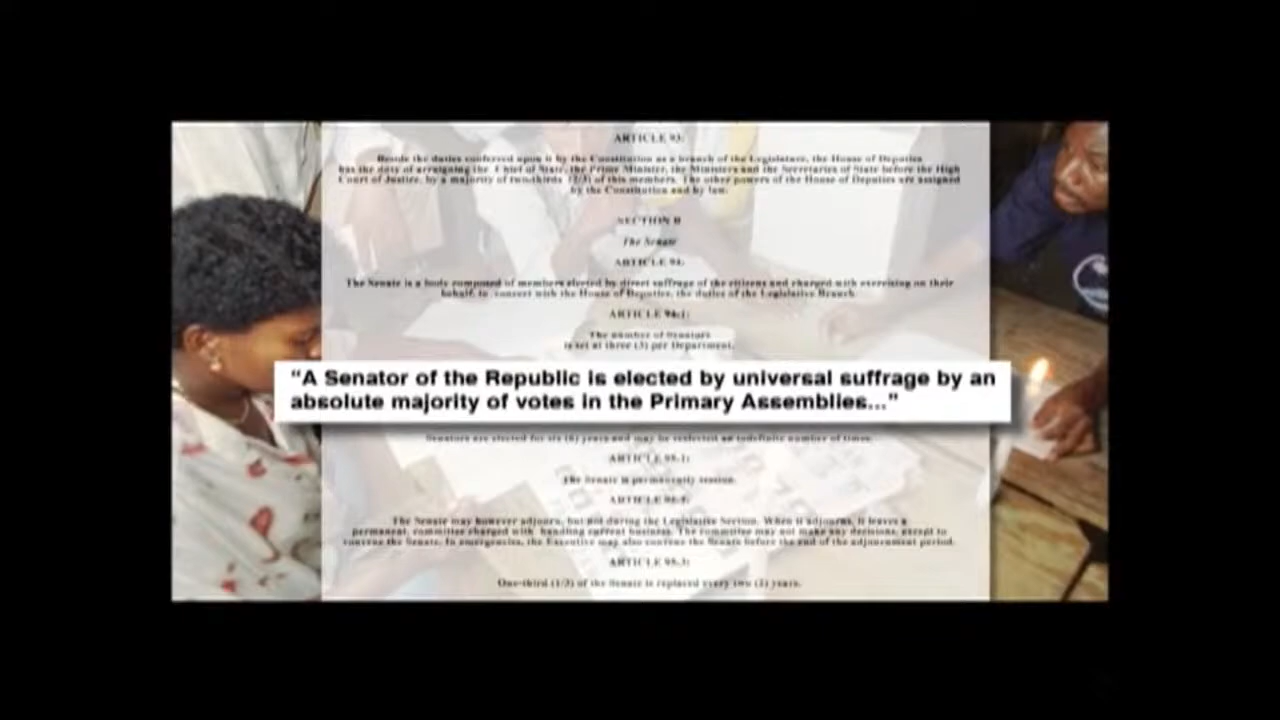 ARTICLE 93:
Beside the duties conferred upon it by the Constitution as a branch of the Legislature, the House of Deputies
has the duty of arraigning the Chief of State, the Prime Minister, the Ministers and the Secretaries of State before the High
Court of Justice, by a majority of two-thirds (2/3) of this members. The other powers of the House of Deputies are assigned
by the Constitution and by law.
SECTION B
The Senate
ARTICLE 94:
The Senate is a body composed of members elected by direct suffrage of the citizens and charged with exercising on their
behalf, in concert with the House of Deputies, the duties of the Legislative Branch.
ARTICLE 94-1:
The number of Senators
is set at three (3) per Department.
"A Senator of the Republic is elected by universal suffrage by an
absolute majority of votes in the Primary Assemblies..."
Senators are elected for six (6) years and may be reelected an indefinite number of times.
ARTICLE 95-1:
The Senate is permanently session.
The Senate may however adjourn, but not during the Legislative Section. When it adjourns, it leaves a
permanent, committee charged with handling current business. The committee may not make any decisions, except to
convene the Senate. In emergencies, the Executive may also convene the Senate before the end of the adjournment period.
ARTICLE 95-3:
One-third (1/3) of the Senate is replaced every two (2) years.